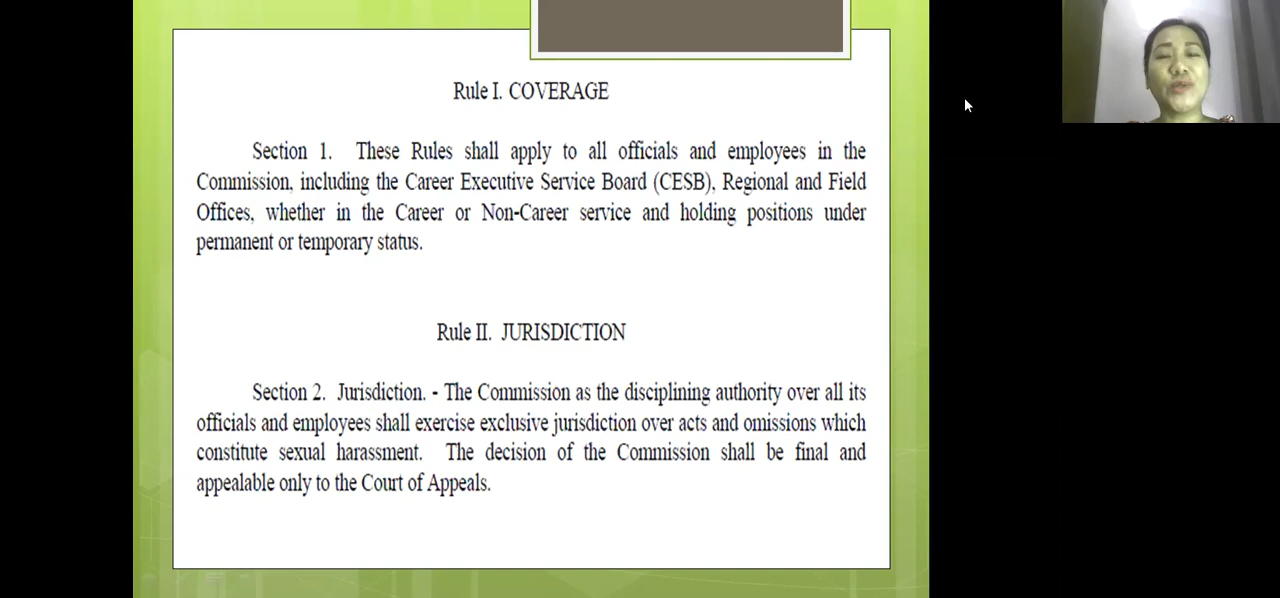 Rule I. COVERAGE
Section 1. These Rules shall apply to all officials and employees in the
Commission, including the Career Executive Service Board (CESB), Regional and Field
Offices, whether in the Career or Non-Career service and holding positions under
permanent or temporary status.
Rule II. JURISDICTION
Section 2. Jurisdiction. - The Commission as the disciplining authority over all its
officials and employees shall exercise exclusive jurisdiction over acts and omissions which
constitute sexual harassment. The decision of the Commission shall be final and
appealable only to the Court of Appeals.